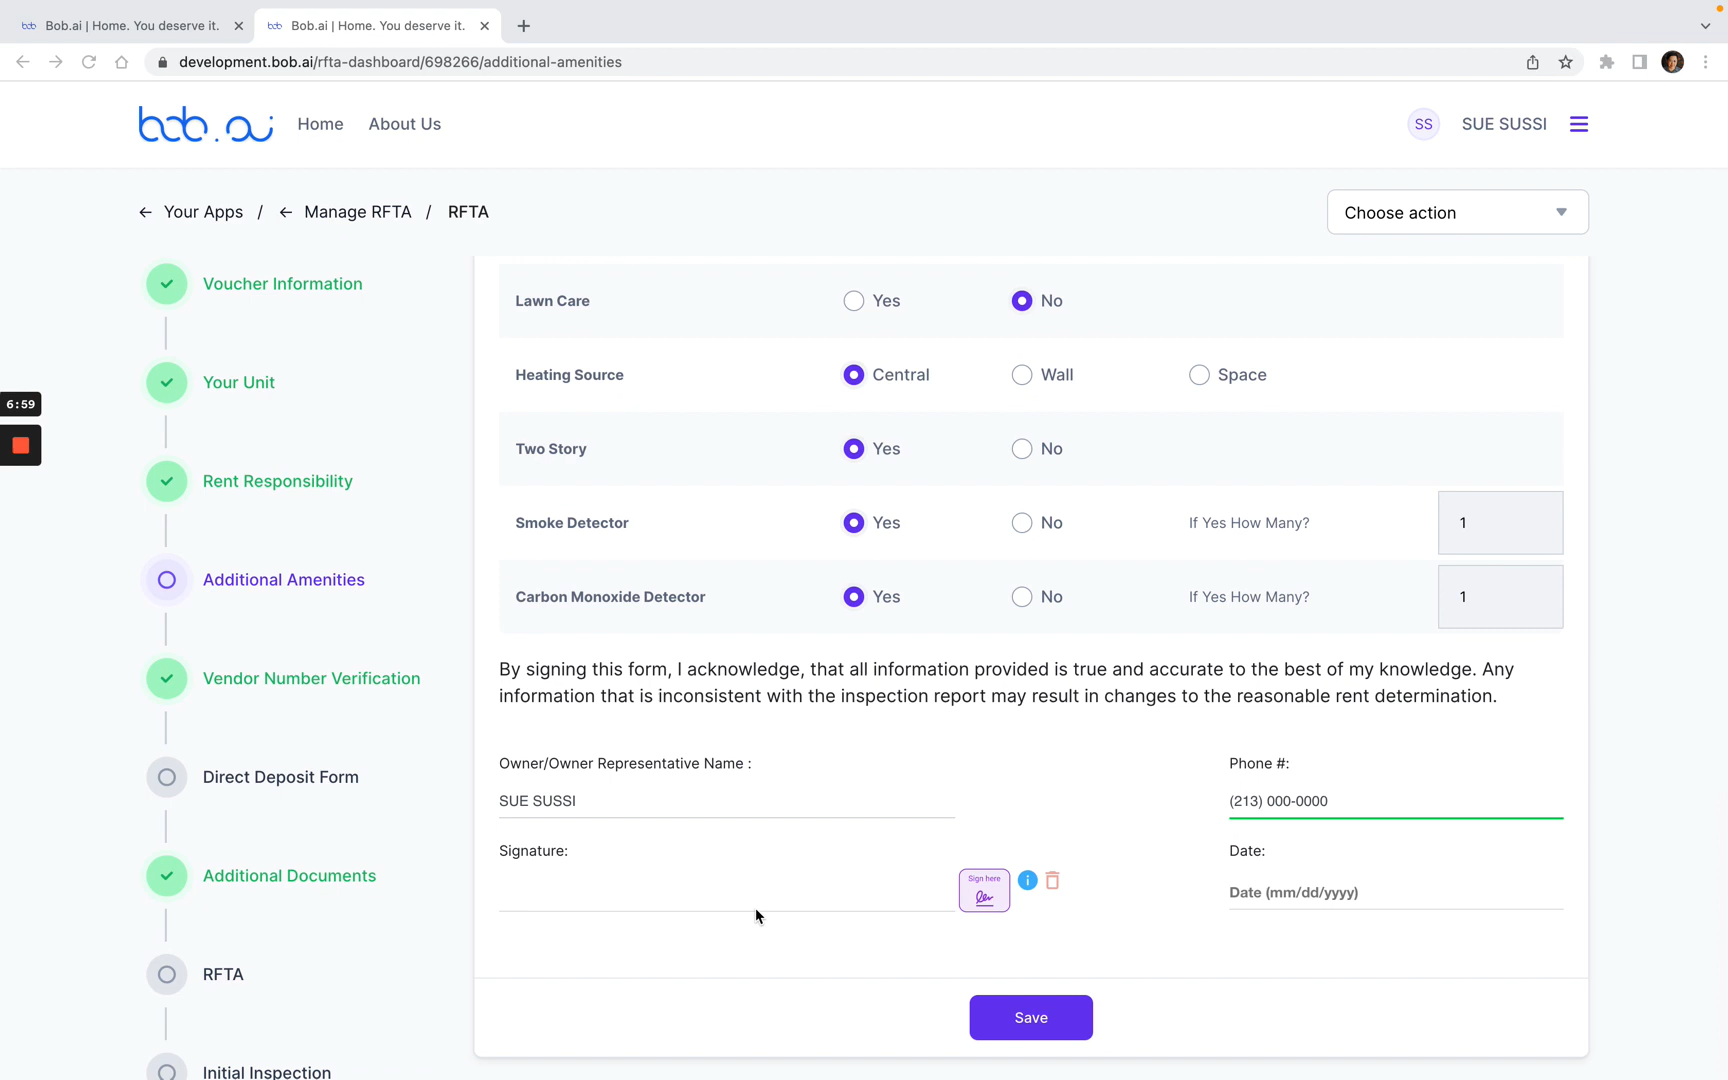 Bob.ai | Home. You deserve it.
Bob.ai | Home. You deserve it.
development.bob.ai/rfta-dashboard/698266/additional-amenities
bob.ai
Home
About Us
SS
SUE SUSSI
← Your Apps / ← Manage RFTA / RFTA
Choose action
6:59
Voucher Information
Your Unit
Rent Responsibility
Additional Amenities
Vendor Number Verification
Direct Deposit Form
Additional Documents
RFTA
Initial Inspection
Lawn Care Yes No
Heating Source Central Wall Space
Two Story Yes No
Smoke Detector Yes No If Yes How Many? 1
Carbon Monoxide Detector Yes No If Yes How Many? 1
By signing this form, I acknowledge, that all information provided is true and accurate to the best of my knowledge. Any
information that is inconsistent with the inspection report may result in changes to the reasonable rent determination.
Owner/Owner Representative Name :
SUE SUSSI
Phone #:
(213) 000-0000
Signature:
Sign here
Date:
Date (mm/dd/yyyy)
Save